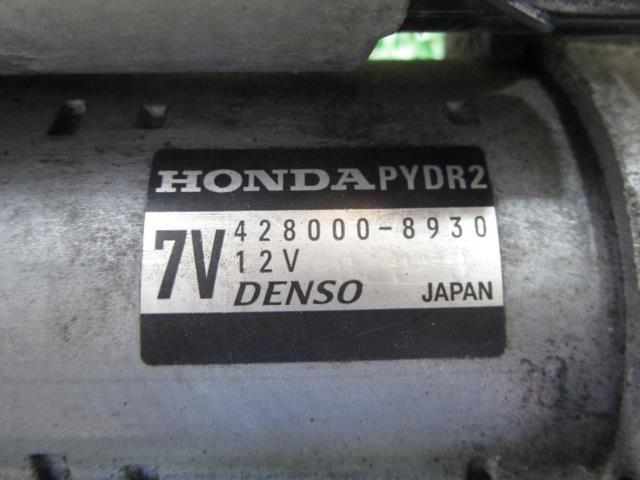 HONDA PYDR2
7V 428000-8930
12V
DENSO JAPAN